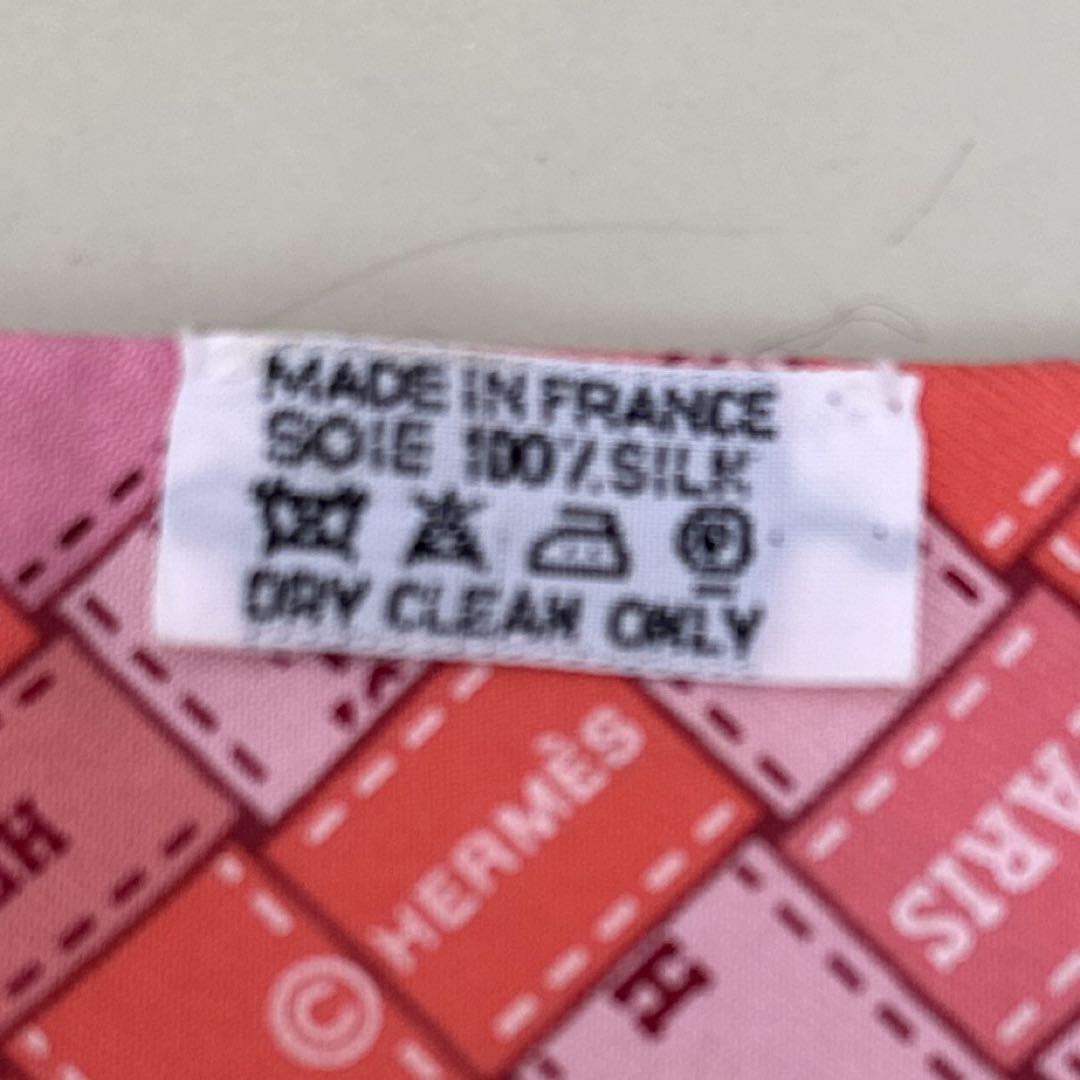 MADE IN FRANCE
SOIE 100% SILK
DRY CLEAN ONLY
HERMÈS
©
PARIS
H